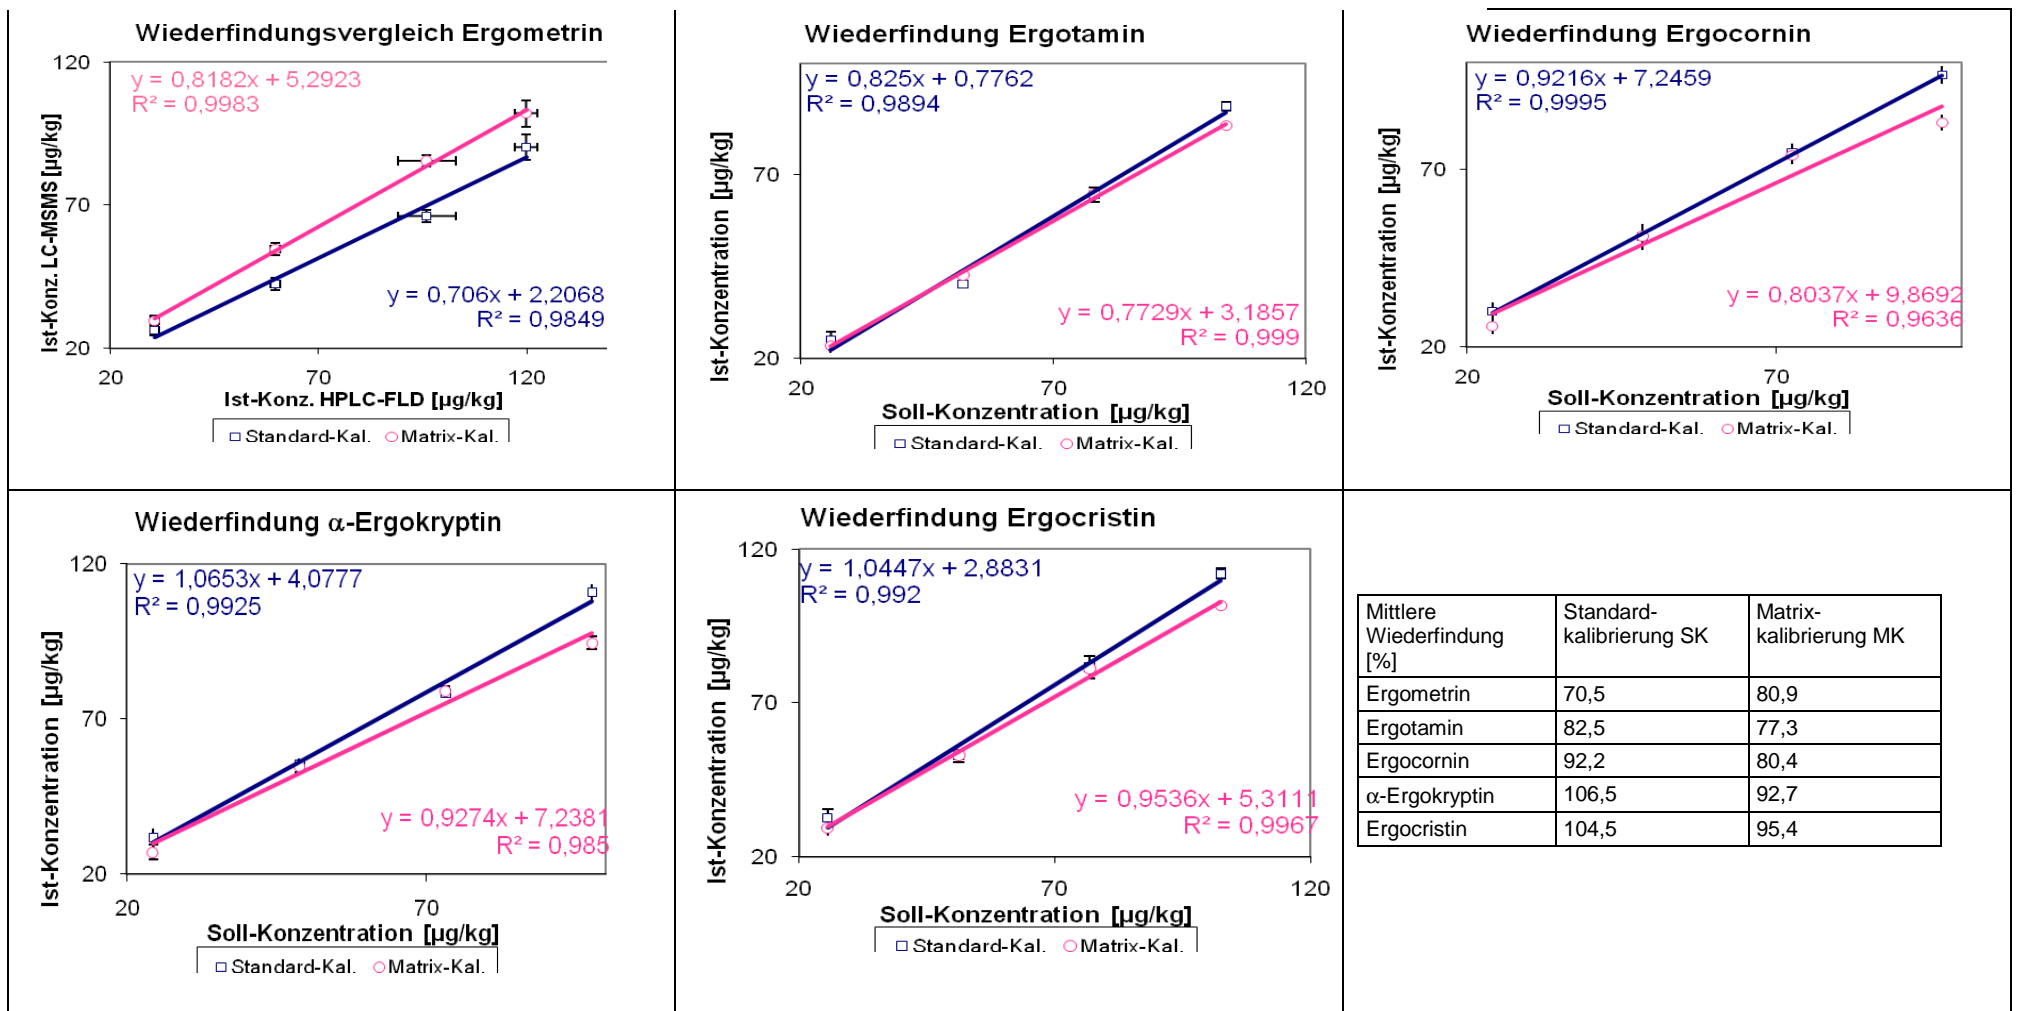 Wiederfindungsvergleich Ergometrin
120
y = 0,8182x + 5,2923
R² = 0,9983
70
y = 0,706x + 2,2068
R² = 0,9849
20
20 70 120
Ist-Konz. LC-MSMS [µg/kg]
Ist-Konz. HPLC-FLD [µg/kg]
Standard-Kal. Matrix-Kal.
Wiederfindung Ergotamin
y = 0,825x + 0,7762
R² = 0,9894
70
y = 0,7729x + 3,1857
R² = 0,999
20
20 70 120
Ist-Konzentration [µg/kg]
Soll-Konzentration [µg/kg]
Standard-Kal. Matrix-Kal.
Wiederfindung Ergocornin
y = 0,9216x + 7,2459
R² = 0,9995
70
y = 0,8037x + 9,8692
R² = 0,9636
20
20 70
Ist-Konzentration [µg/kg]
Soll-Konzentration [µg/kg]
Standard-Kal. Matrix-Kal.
Wiederfindung α-Ergokryptin
120
y = 1,0653x + 4,0777
R² = 0,9925
70
y = 0,9274x + 7,2381
R² = 0,985
20
20 70
Ist-Konzentration [µg/kg]
Soll-Konzentration [µg/kg]
Standard-Kal. Matrix-Kal.
Wiederfindung Ergocristin
120
y = 1,0447x + 2,8831
R² = 0,992
70
y = 0,9536x + 5,3111
R² = 0,9967
20
20 70 120
Ist-Konzentration [µg/kg]
Soll-Konzentration [µg/kg]
Standard-Kal. Matrix-Kal.
Mittlere Wiederfindung [%] Standard-kalibrierung SK Matrix-kalibrierung MK
Ergometrin 70,5 80,9
Ergotamin 82,5 77,3
Ergocornin 92,2 80,4
α-Ergokryptin 106,5 92,7
Ergocristin 104,5 95,4